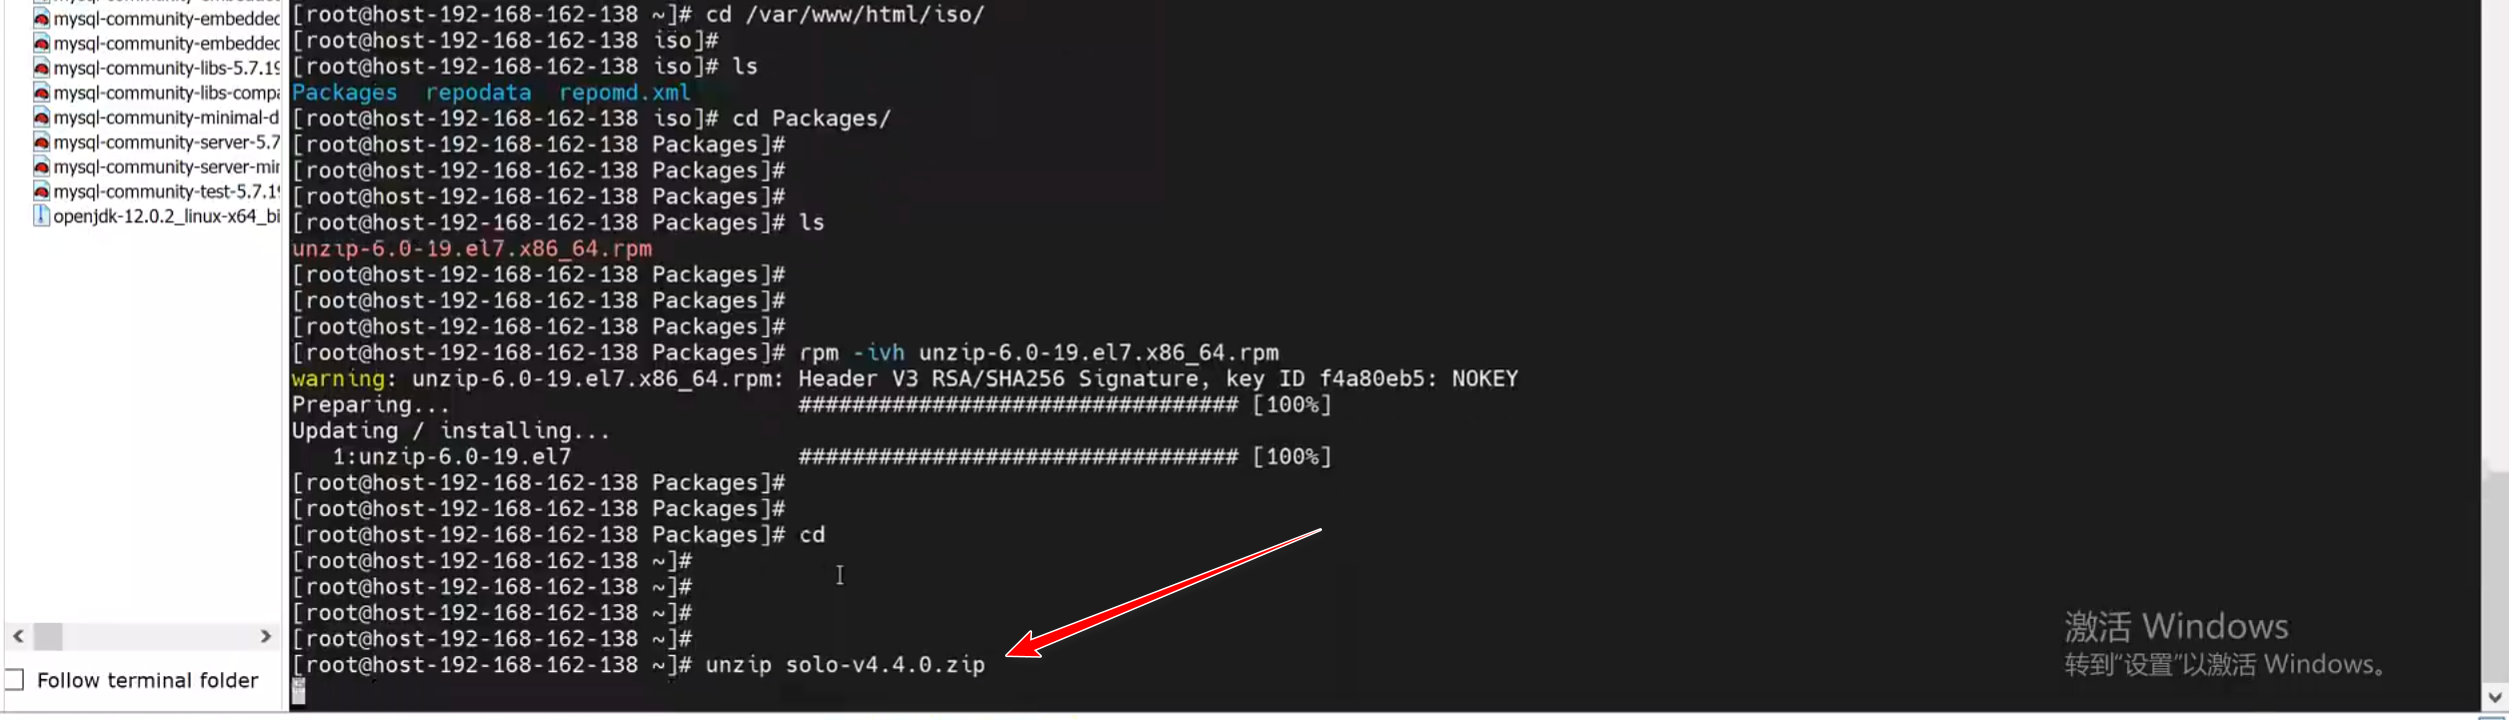 mysql-community-embedded
mysql-community-embedded
mysql-community-libs-5.7.19
mysql-community-libs-compa
mysql-community-minimal-d
mysql-community-server-5.7
mysql-community-server-min
mysql-community-test-5.7.19
openjdk-12.0.2_linux-x64_bi
Follow terminal folder
[root@host-192-168-162-138 ~]# cd /var/www/html/iso/
[root@host-192-168-162-138 iso]#
[root@host-192-168-162-138 iso]# ls
Packages  repodata  repomd.xml
[root@host-192-168-162-138 iso]# cd Packages/
[root@host-192-168-162-138 Packages]#
[root@host-192-168-162-138 Packages]#
[root@host-192-168-162-138 Packages]#
[root@host-192-168-162-138 Packages]# ls
unzip-6.0-19.el7.x86_64.rpm
[root@host-192-168-162-138 Packages]#
[root@host-192-168-162-138 Packages]#
[root@host-192-168-162-138 Packages]#
[root@host-192-168-162-138 Packages]# rpm -ivh unzip-6.0-19.el7.x86_64.rpm
warning: unzip-6.0-19.el7.x86_64.rpm: Header V3 RSA/SHA256 Signature, key ID f4a80eb5: NOKEY
Preparing...                          ################################# [100%]
Updating / installing...
   1:unzip-6.0-19.el7                 ################################# [100%]
[root@host-192-168-162-138 Packages]#
[root@host-192-168-162-138 Packages]#
[root@host-192-168-162-138 Packages]# cd
[root@host-192-168-162-138 ~]#
[root@host-192-168-162-138 ~]#
[root@host-192-168-162-138 ~]#
[root@host-192-168-162-138 ~]#
[root@host-192-168-162-138 ~]# unzip solo-v4.4.0.zip
激活 Windows
转到“设置”以激活 Windows。